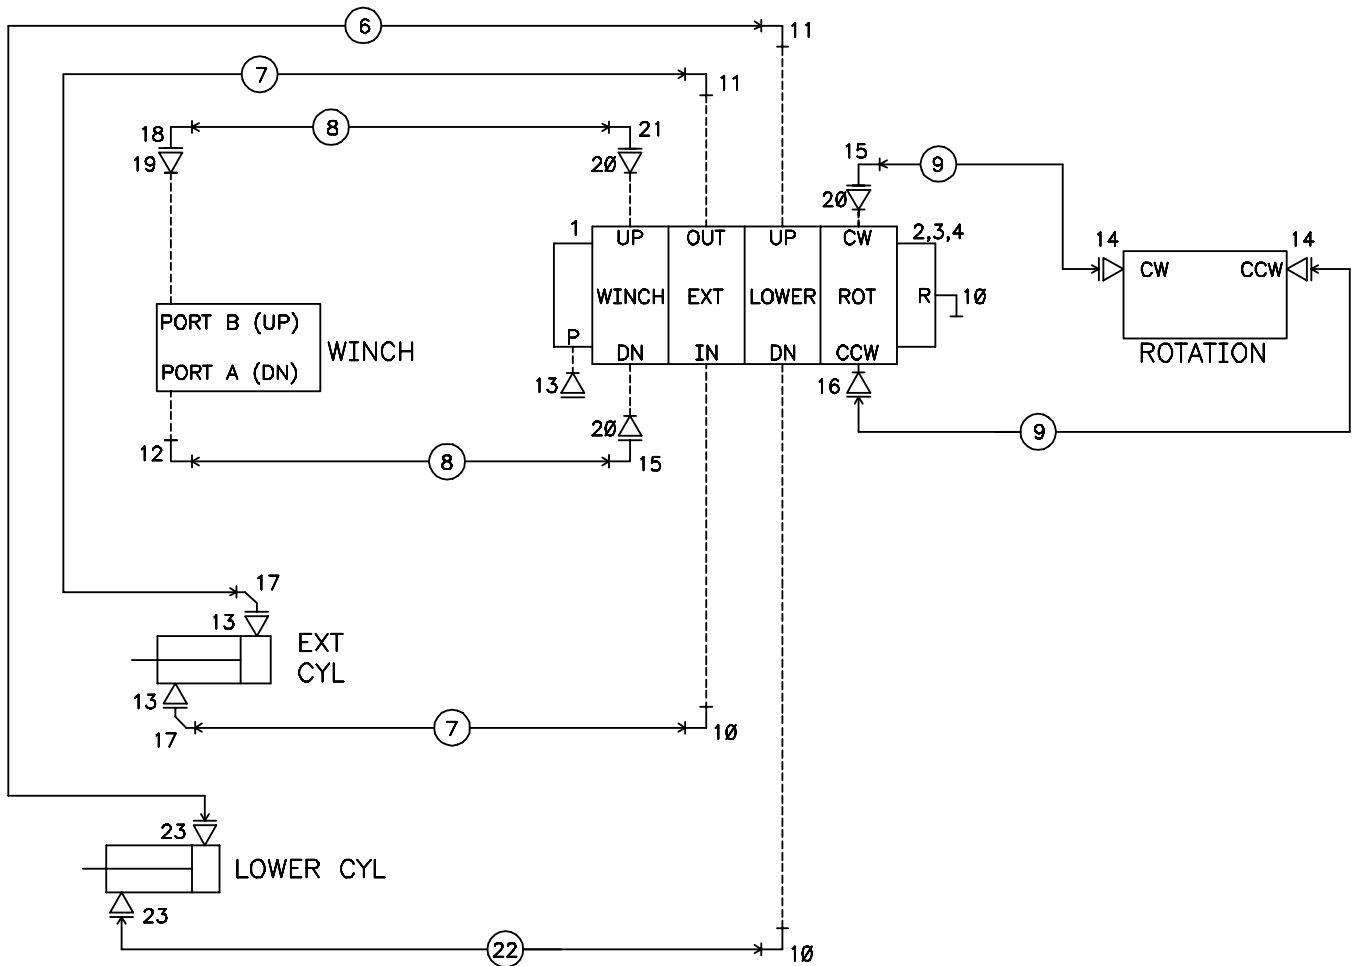 6
11
7
11
18
8
21
19
20
15
9
20
1
UP
OUT
UP
CW
2,3,4
14
14
CW
CCW
WINCH
EXT
LOWER
ROT
R
10
PORT B (UP)
P
WINCH
ROTATION
DN
IN
DN
CCW
PORT A (DN)
13
16
20
9
12
8
15
17
13
EXT
CYL
13
17
7
10
23
LOWER CYL
23
22
10